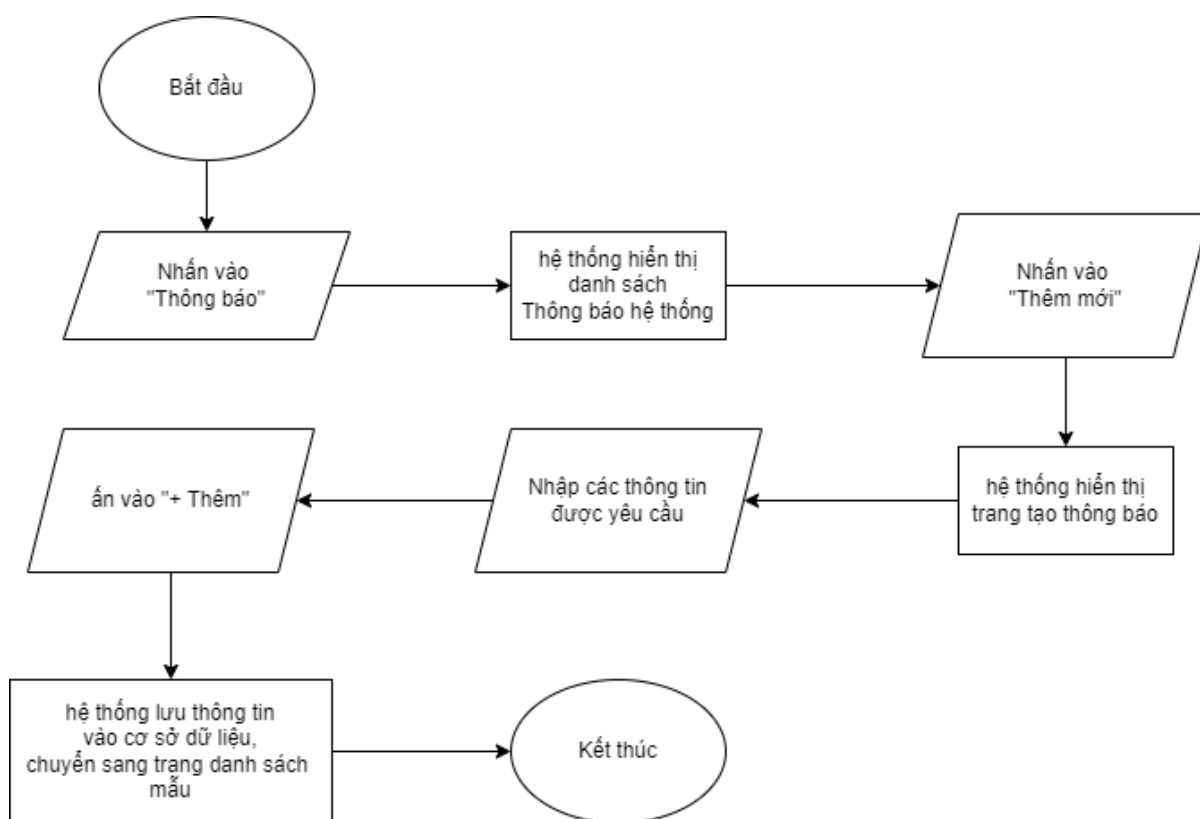 Bắt đầu
Nhấn vào
"Thông báo"
hệ thống hiển thị
danh sách
Thông báo hệ thống
Nhấn vào
"Thêm mới"
hệ thống hiển thị
trang tạo thông báo
Nhập các thông tin
được yêu cầu
ấn vào "+ Thêm"
hệ thống lưu thông tin
vào cơ sở dữ liệu,
chuyển sang trang danh sách
mẫu
Kết thúc